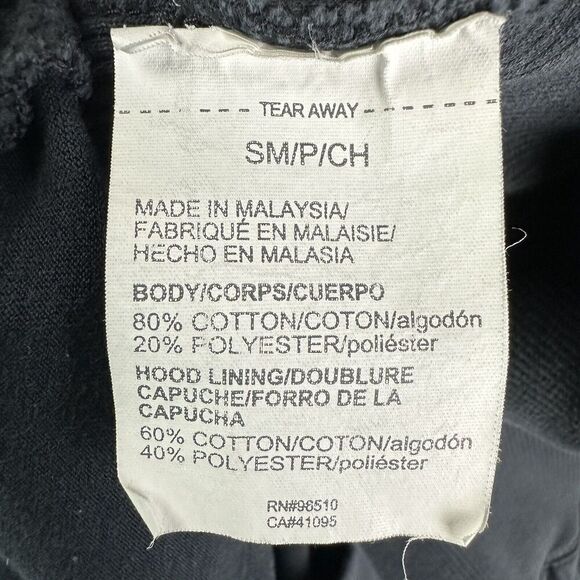 TEAR AWAY
SM/P/CH
MADE IN MALAYSIA/
FABRIQUÉ EN MALAISIE/
HECHO EN MALASIA
BODY/CORPS/CUERPO
80% COTTON/COTON/algodón
20% POLYESTER/poliéster
HOOD LINING/DOUBLURE
CAPUCHE/FORRO DE LA
CAPUCHA
60% COTTON/COTON/algodón
40% POLYESTER/poliéster
RN#96510
CA#41095